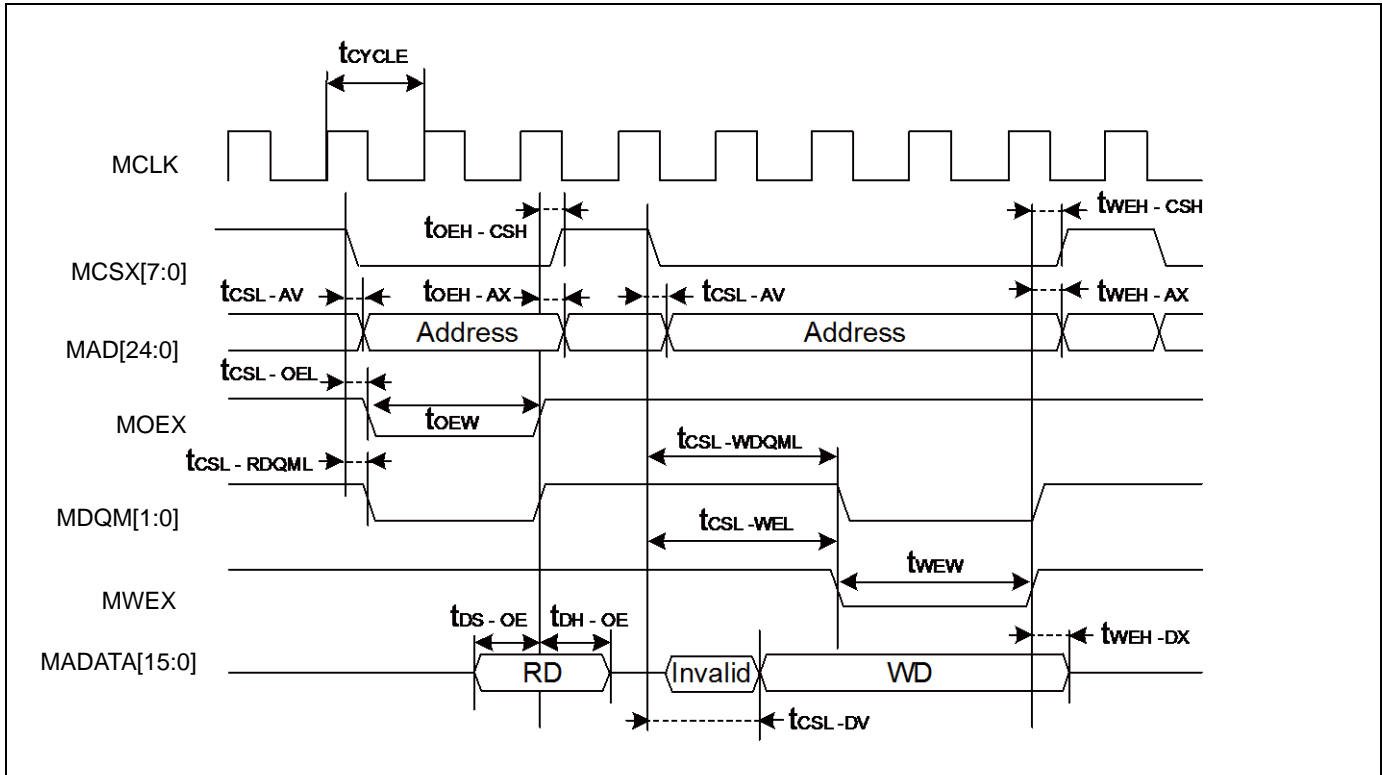 tCYCLE
MCLK
tOEH - CSH
tWEH - CSH
MCSX[7:0]
tCSL - AV
tOEH - AX
tCSL - AV
tWEH - AX
MAD[24:0]
Address
Address
tCSL - OEL
MOEX
tOEW
tCSL - RDQML
tCSL -WDQML
MDQM[1:0]
tCSL -WEL
tWEW
MWEX
tDS - OE
tDH - OE
tWEH -DX
MADATA[15:0]
RD
Invalid
WD
tCSL -DV